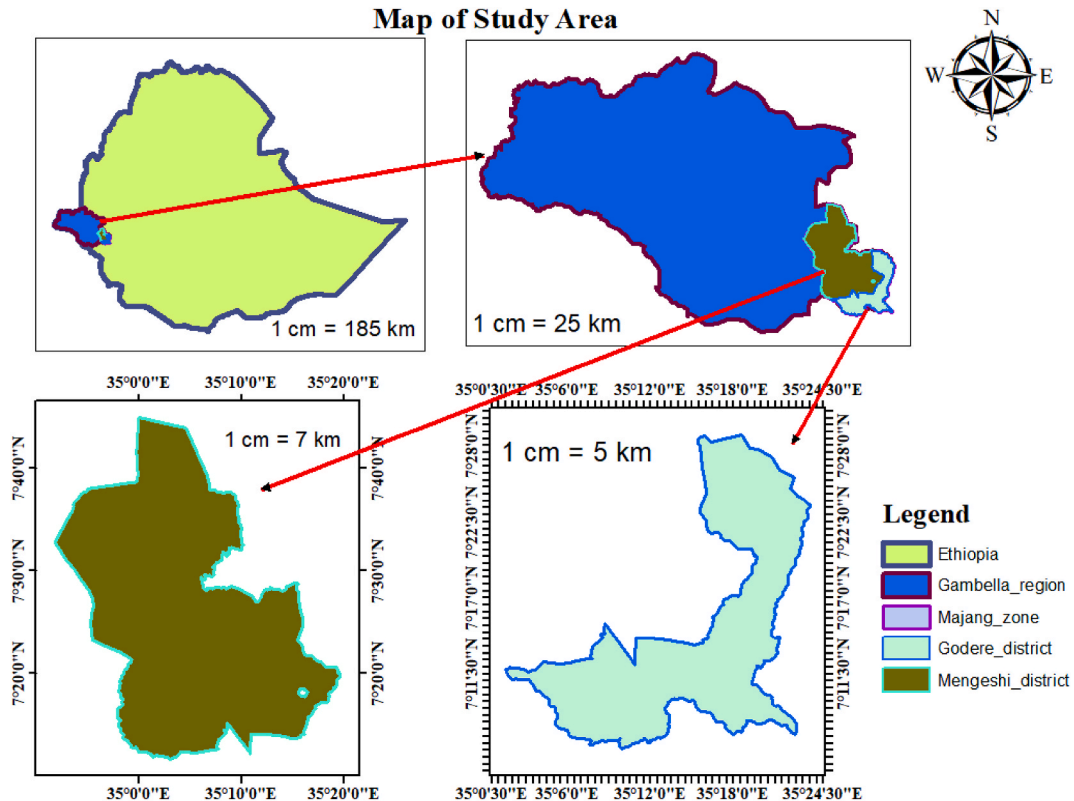 Map of Study Area
N
W E
S
1 cm = 185 km
1 cm = 25 km
35°0'0"E 35°10'0"E 35°20'0"E
35°0'30"E 35°6'0"E 35°12'0"E 35°18'0"E 35°24'30"E
1 cm = 7 km
7°40'0"N
7°30'0"N
7°20'0"N
7°40'0"N
7°30'0"N
7°20'0"N
35°0'0"E 35°10'0"E 35°20'0"E
1 cm = 5 km
7°28'0"N
7°22'30"N
7°17'0"N
7°11'30"N
7°28'0"N
7°22'30"N
7°17'0"N
7°11'30"N
35°0'30"E 35°6'0"E 35°12'0"E 35°18'0"E 35°24'30"E
Legend
Ethiopia
Gambella_region
Majang_zone
Godere_district
Mengeshi_district